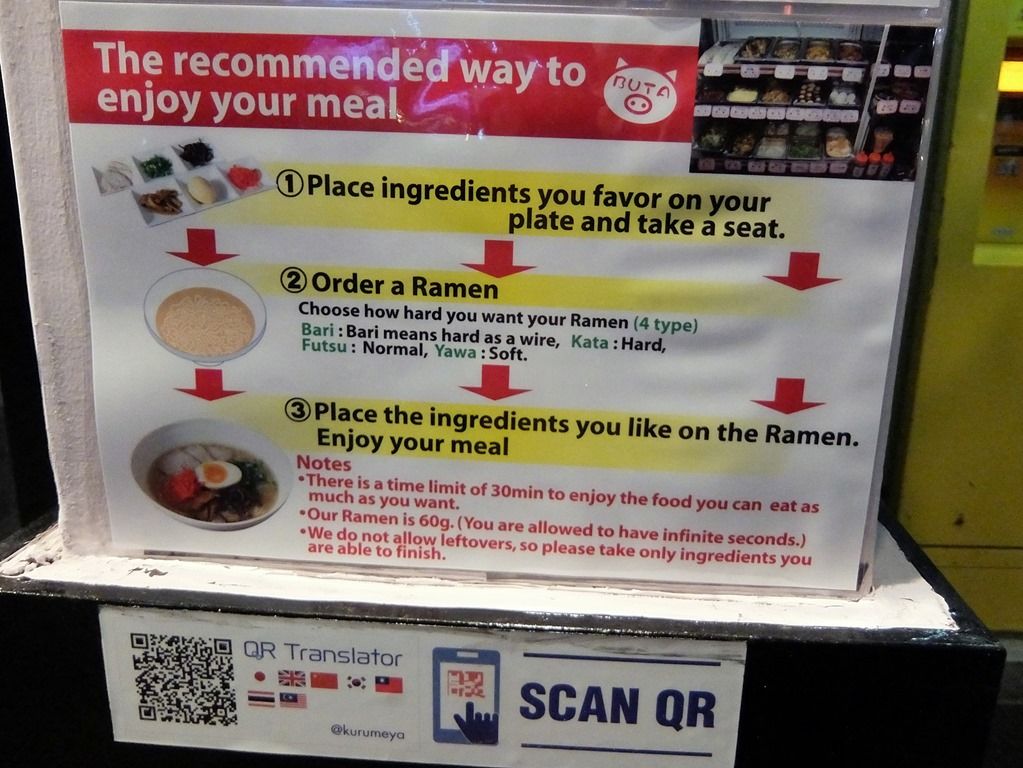 The recommended way to
enjoy your meal
BUTA
①Place ingredients you favor on your
plate and take a seat.
②Order a Ramen
Choose how hard you want your Ramen (4 type)
Bari : Bari means hard as a wire, Kata : Hard,
Futsu : Normal, Yawa : Soft.
③Place the ingredients you like on the Ramen.
Enjoy your meal
Notes
•There is a time limit of 30min to enjoy the food you can eat as
much as you want.
•Our Ramen is 60g. (You are allowed to have infinite seconds.)
•We do not allow leftovers, so please take only ingredients you
are able to finish.
QR Translator
@kurumeya
SCAN QR